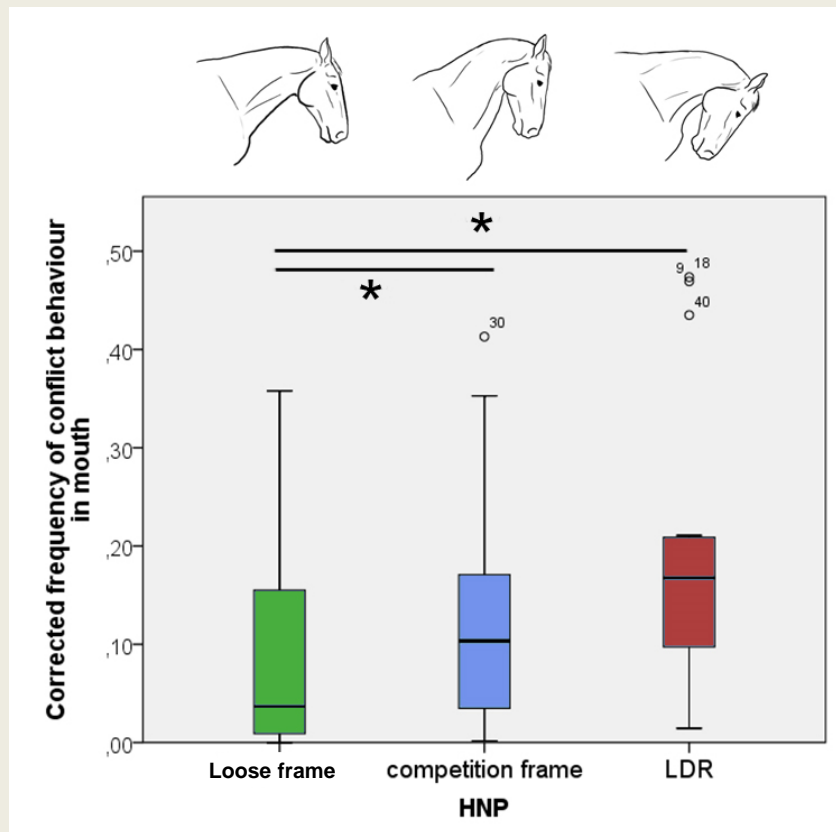 Corrected frequency of conflict behaviour
in mouth
,50
,40
,30
,20
,10
,00
*
*
30
9 18
40
Loose frame competition frame LDR
HNP